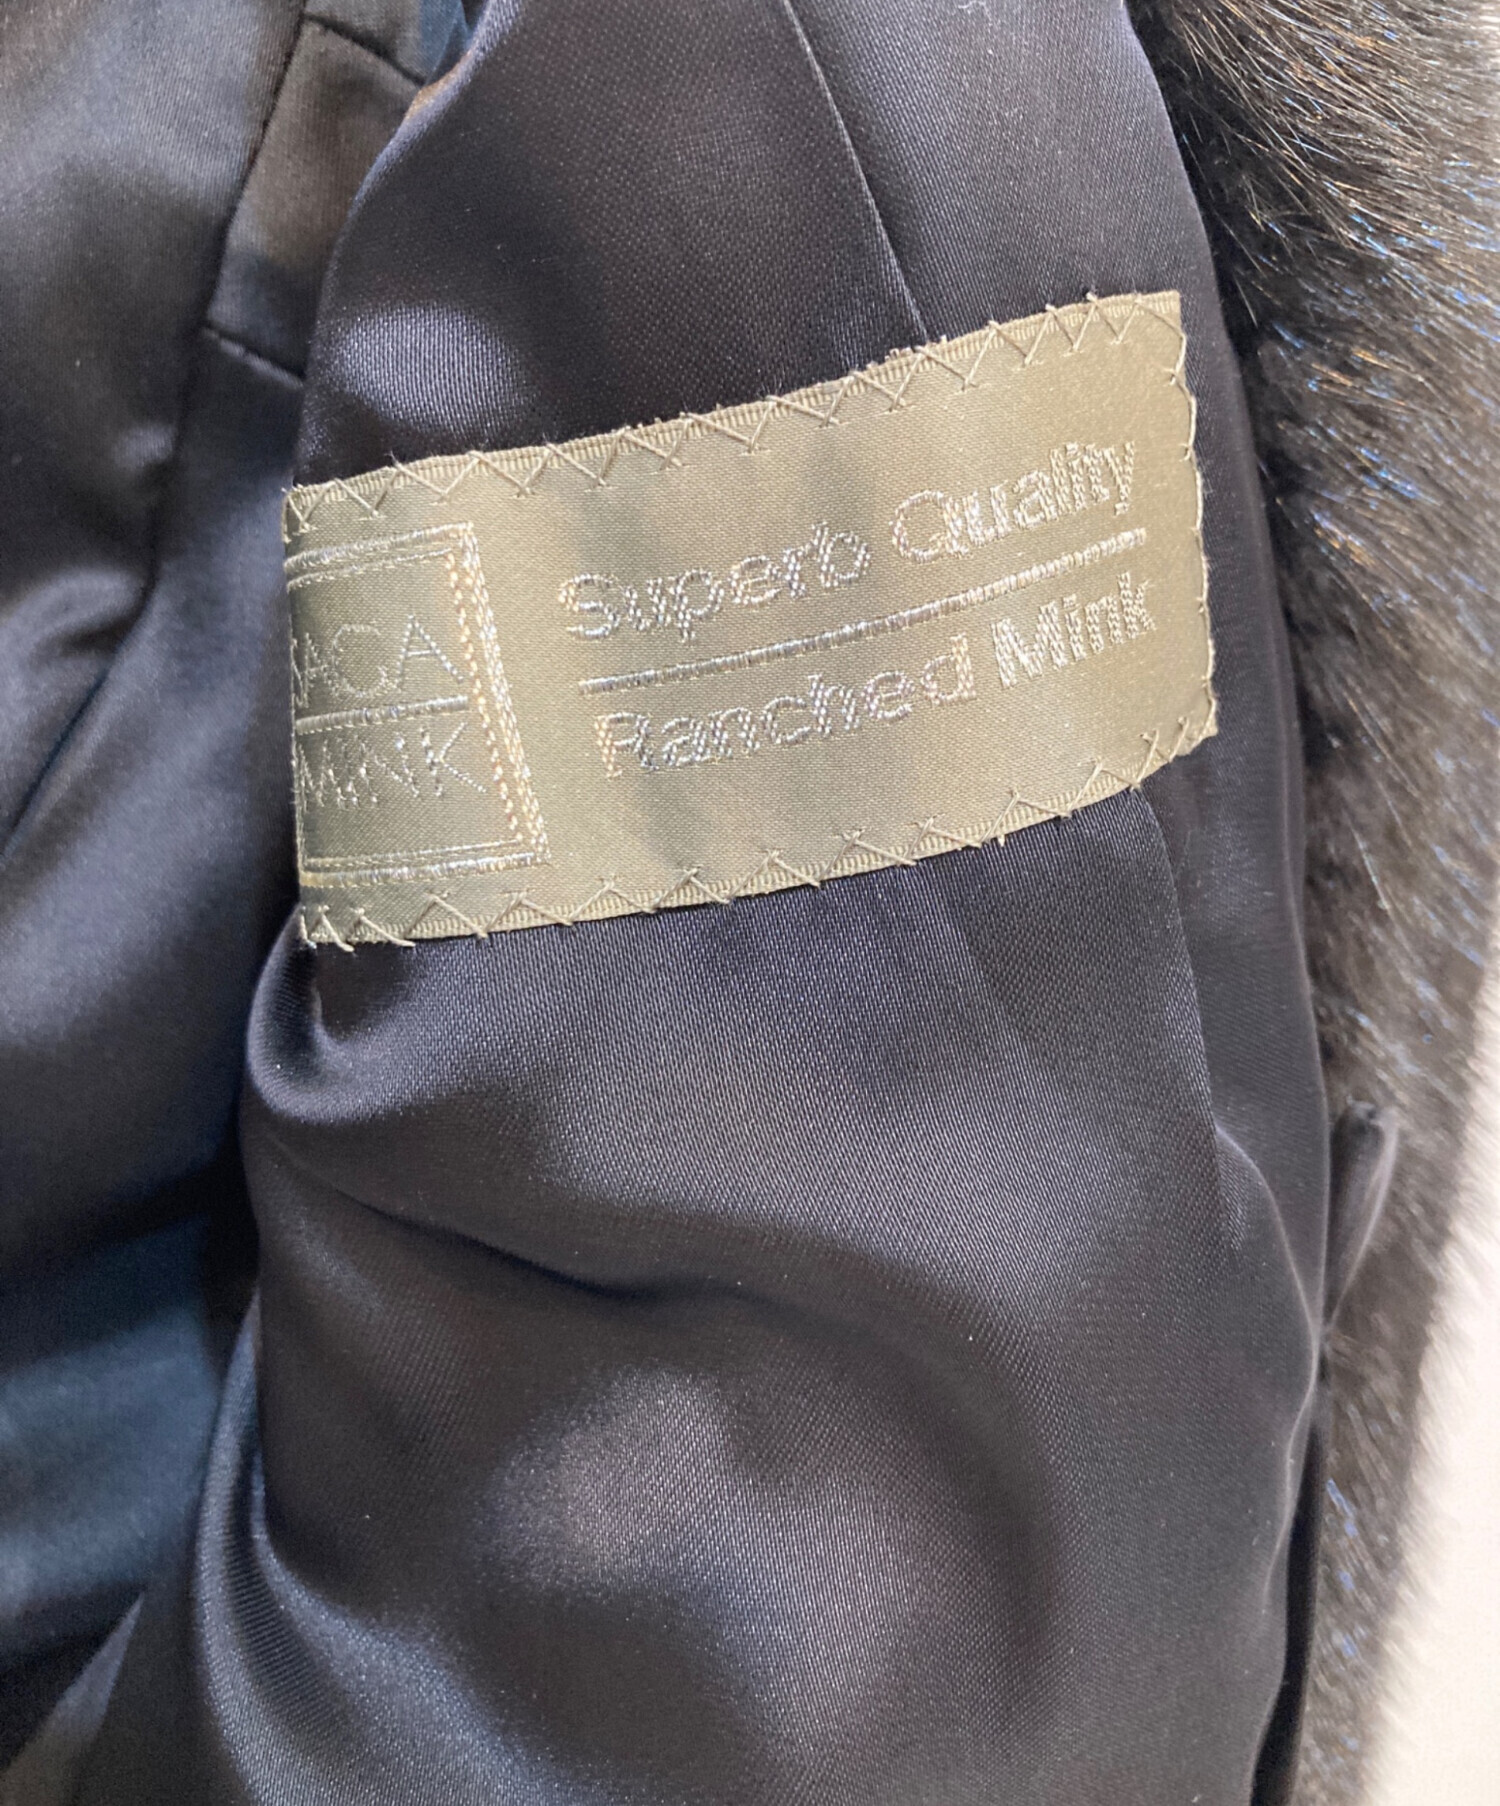 SAGA
MINK
Superb Quality
Ranched Mink